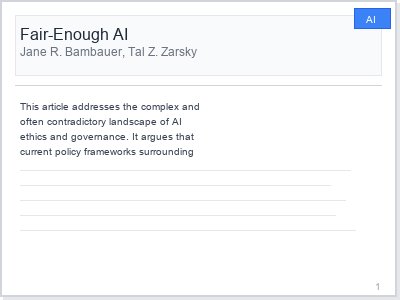 AI
Fair-Enough AI
Jane R. Bambauer, Tal Z. Zarsky
This article addresses the complex and
often contradictory landscape of AI
ethics and governance. It argues that
current policy frameworks surrounding
1